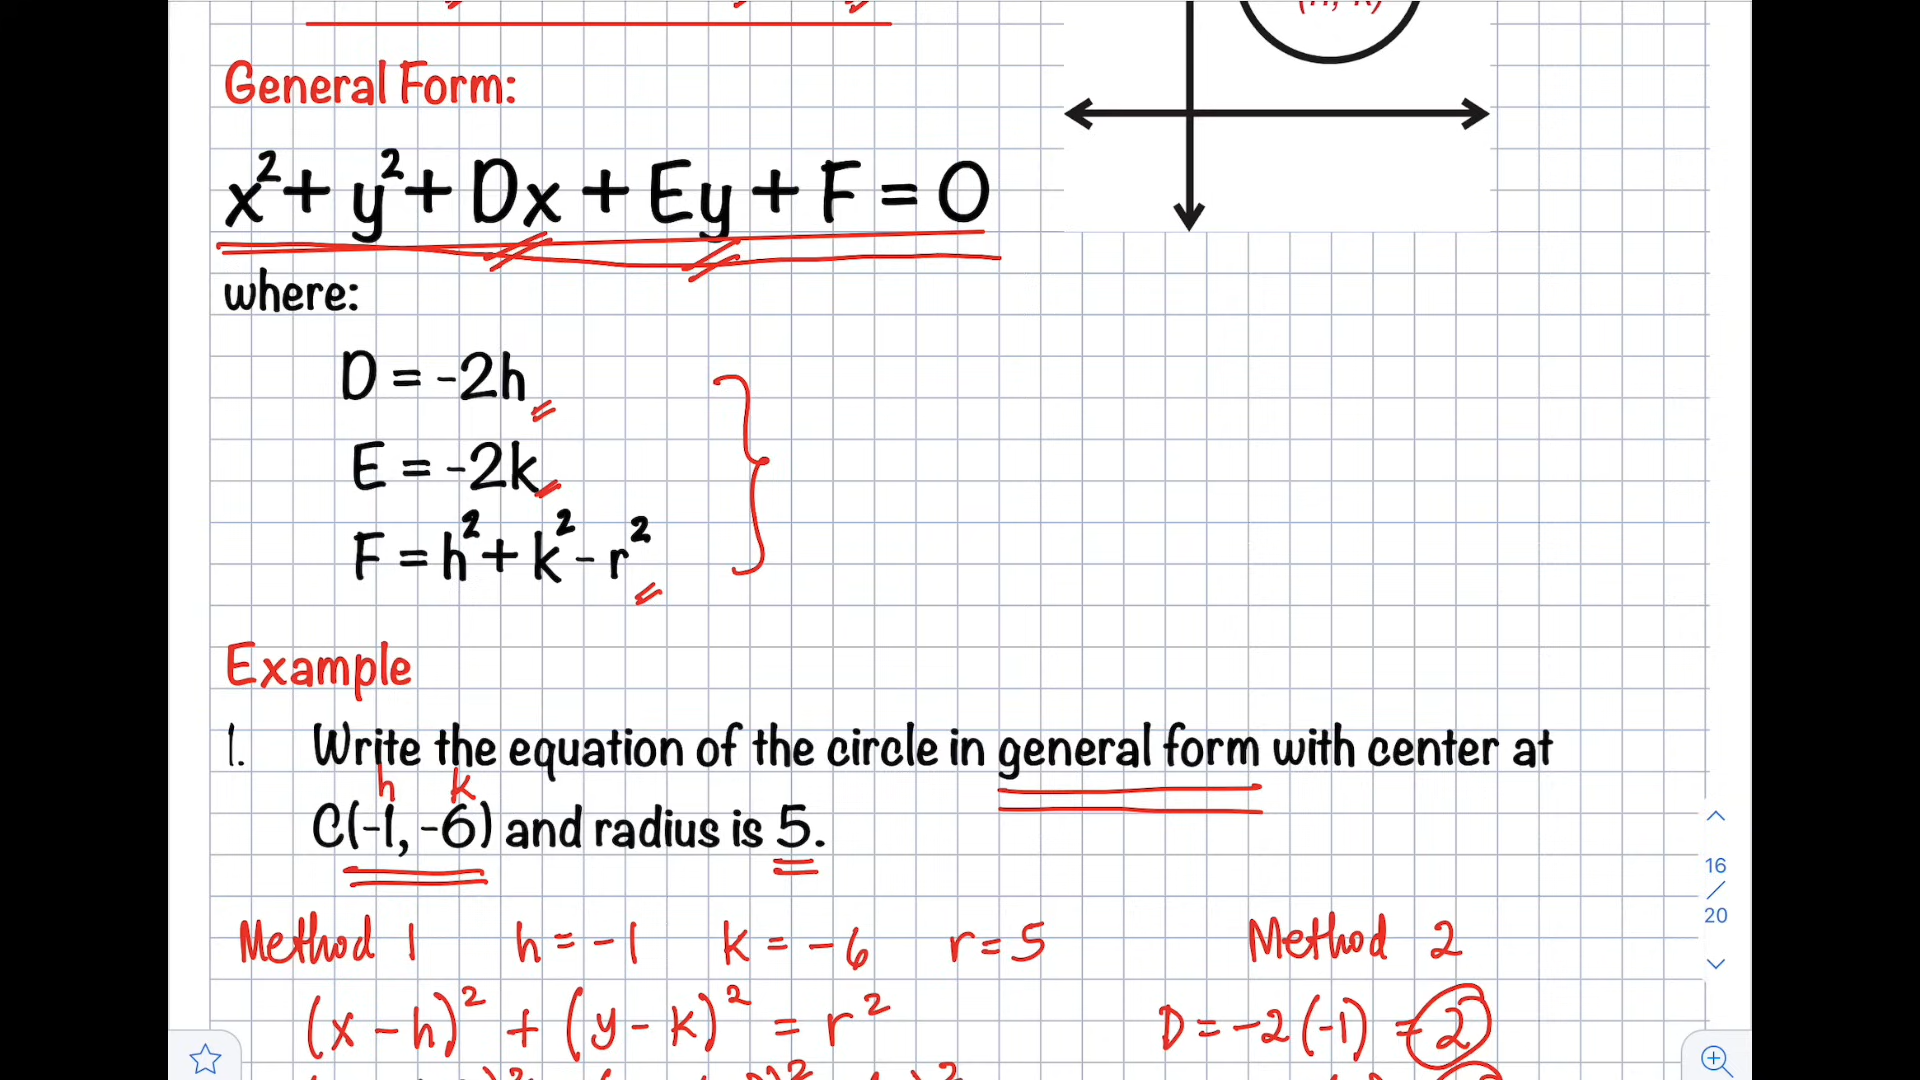 General Form:
x² + y² + Dx + Ey + F = 0
where:
D = -2h
E = -2k
F = h² + k² - r²
Example
1. Write the equation of the circle in general form with center at
h k
C(-1, -6) and radius is 5.
16
/
20
Method 1 h = -1 k = -6 r = 5 Method 2
(x - h)² + (y - k)² = r² D = -2(-1) = 2